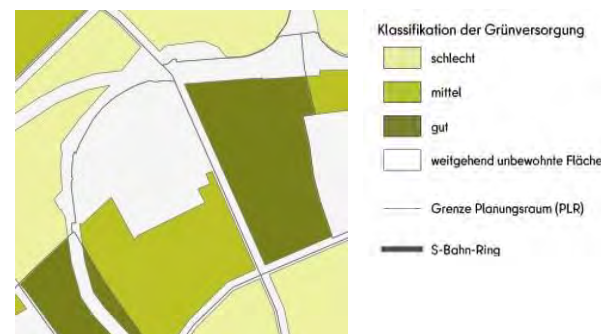 Klassifikation der Grünversorgung
schlecht
mittel
gut
weitgehend unbewohnte Fläche
Grenze Planungsraum (PLR)
S-Bahn-Ring